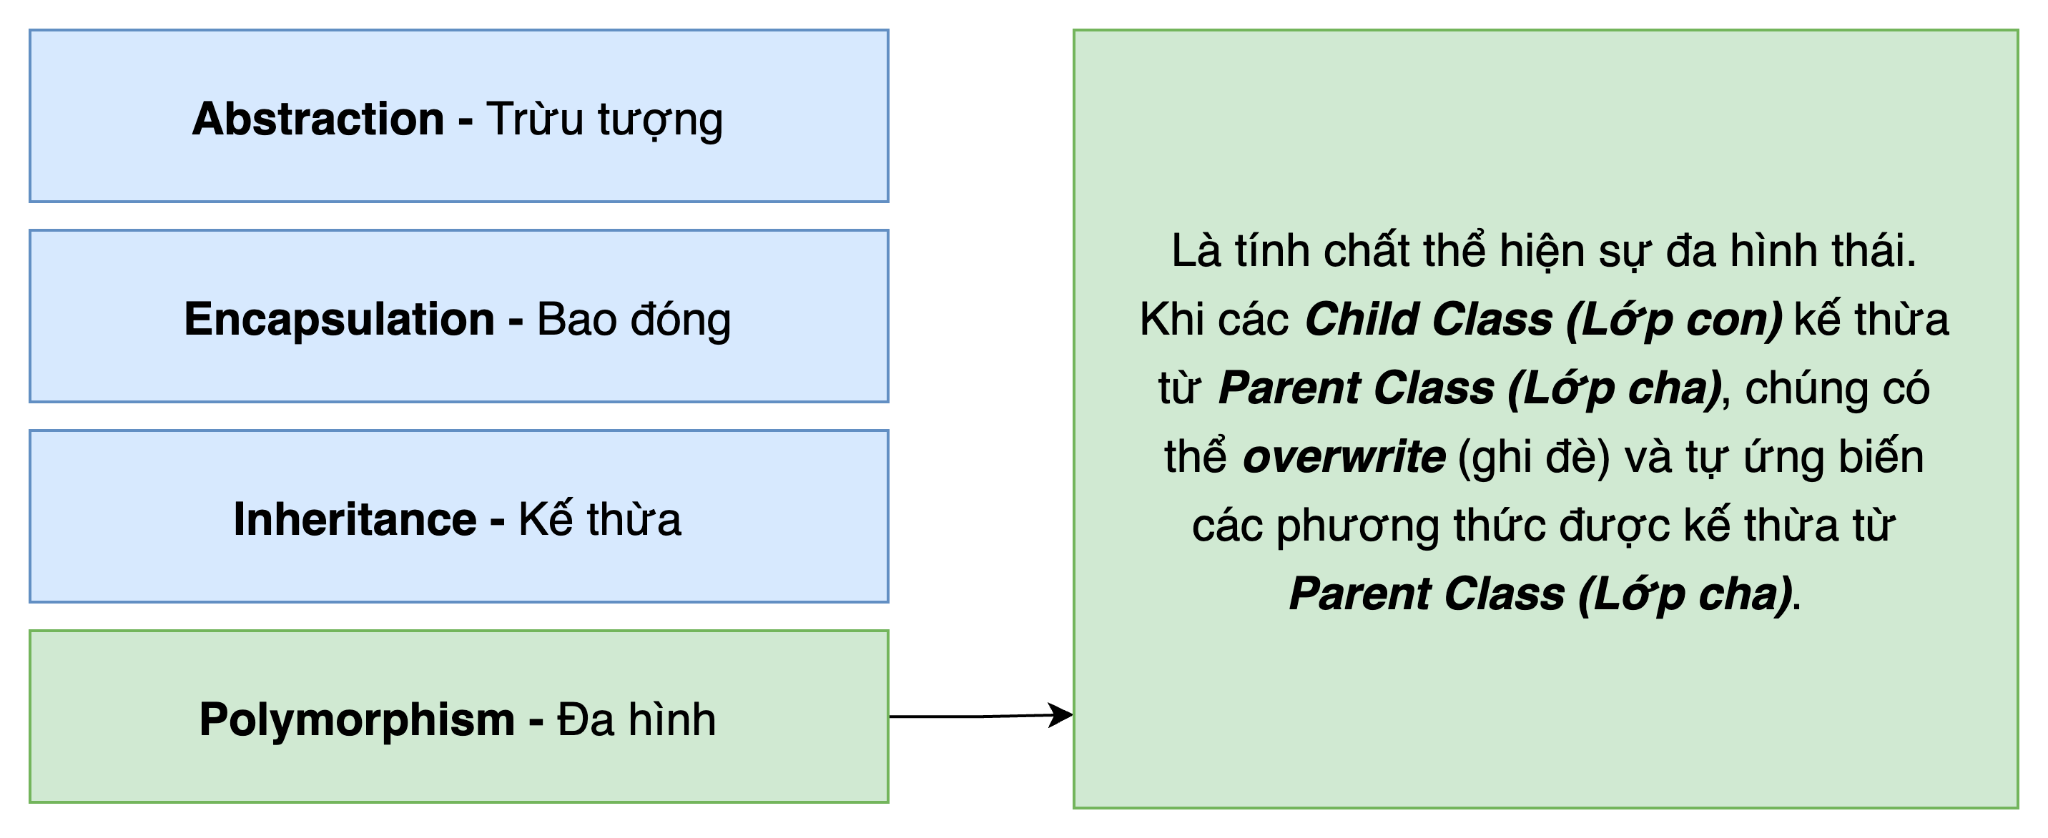 Abstraction - Trừu tượng
Encapsulation - Bao đóng
Inheritance - Kế thừa
Polymorphism - Đa hình
Là tính chất thể hiện sự đa hình thái.
Khi các Child Class (Lớp con) kế thừa
từ Parent Class (Lớp cha), chúng có
thể overwrite (ghi đè) và tự ứng biến
các phương thức được kế thừa từ
Parent Class (Lớp cha).